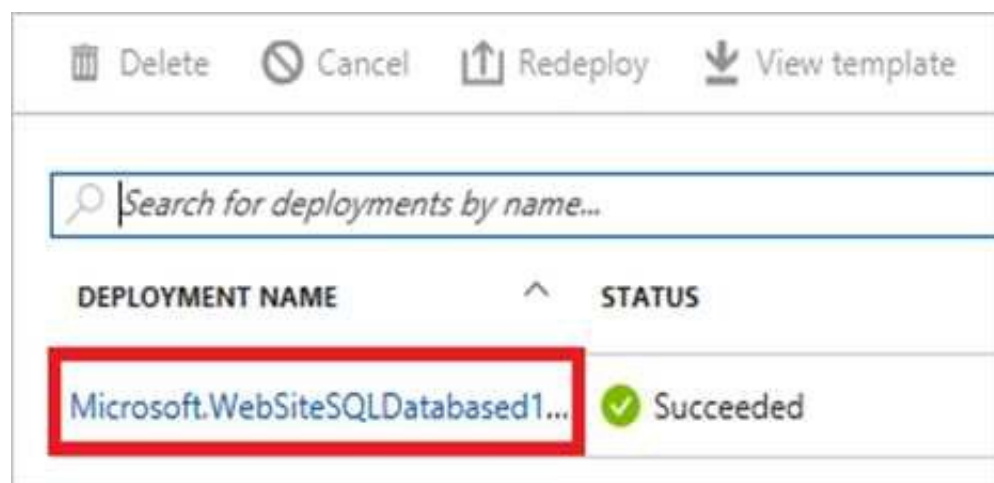 Delete Cancel Redeploy View template
Search for deployments by name...
DEPLOYMENT NAME STATUS
Microsoft.WebSiteSQLDatabased1... Succeeded